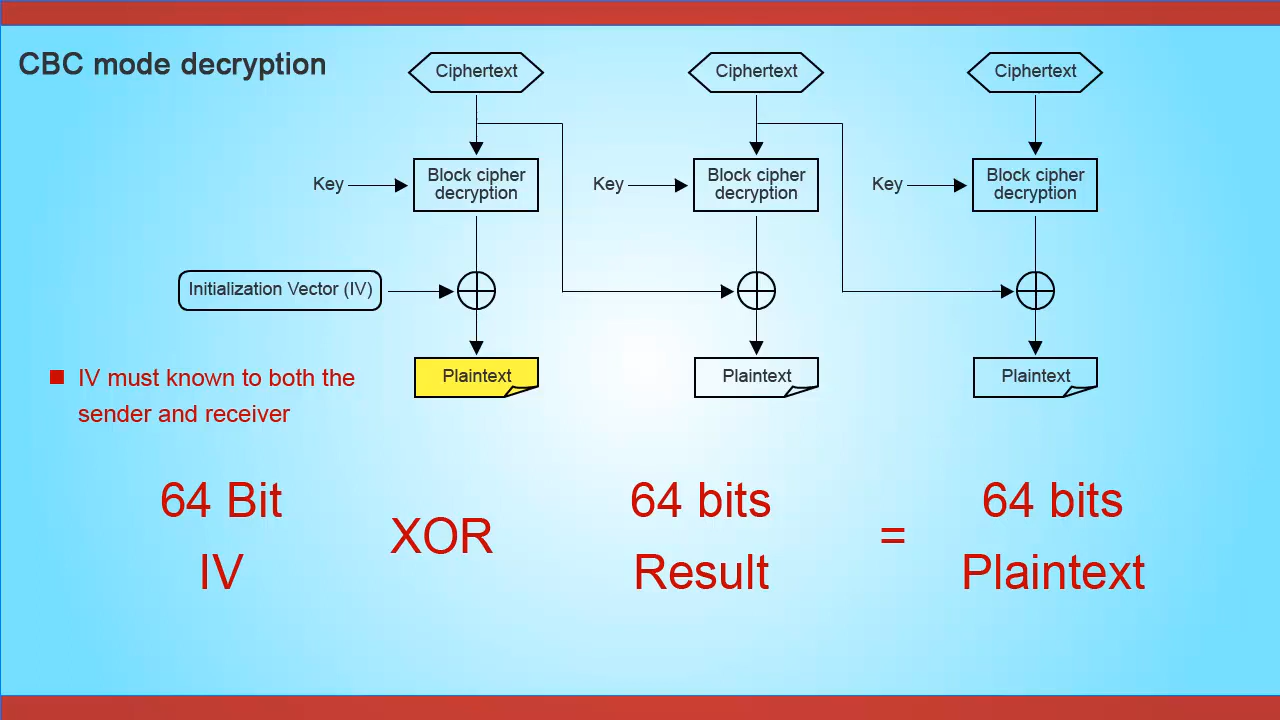 CBC mode decryption
Ciphertext
Ciphertext
Ciphertext
Key
Block cipher
decryption
Key
Block cipher
decryption
Key
Block cipher
decryption
Initialization Vector (IV)
Plaintext
Plaintext
Plaintext
IV must known to both the
sender and receiver
64 Bit
IV
XOR
64 bits
Result
=
64 bits
Plaintext